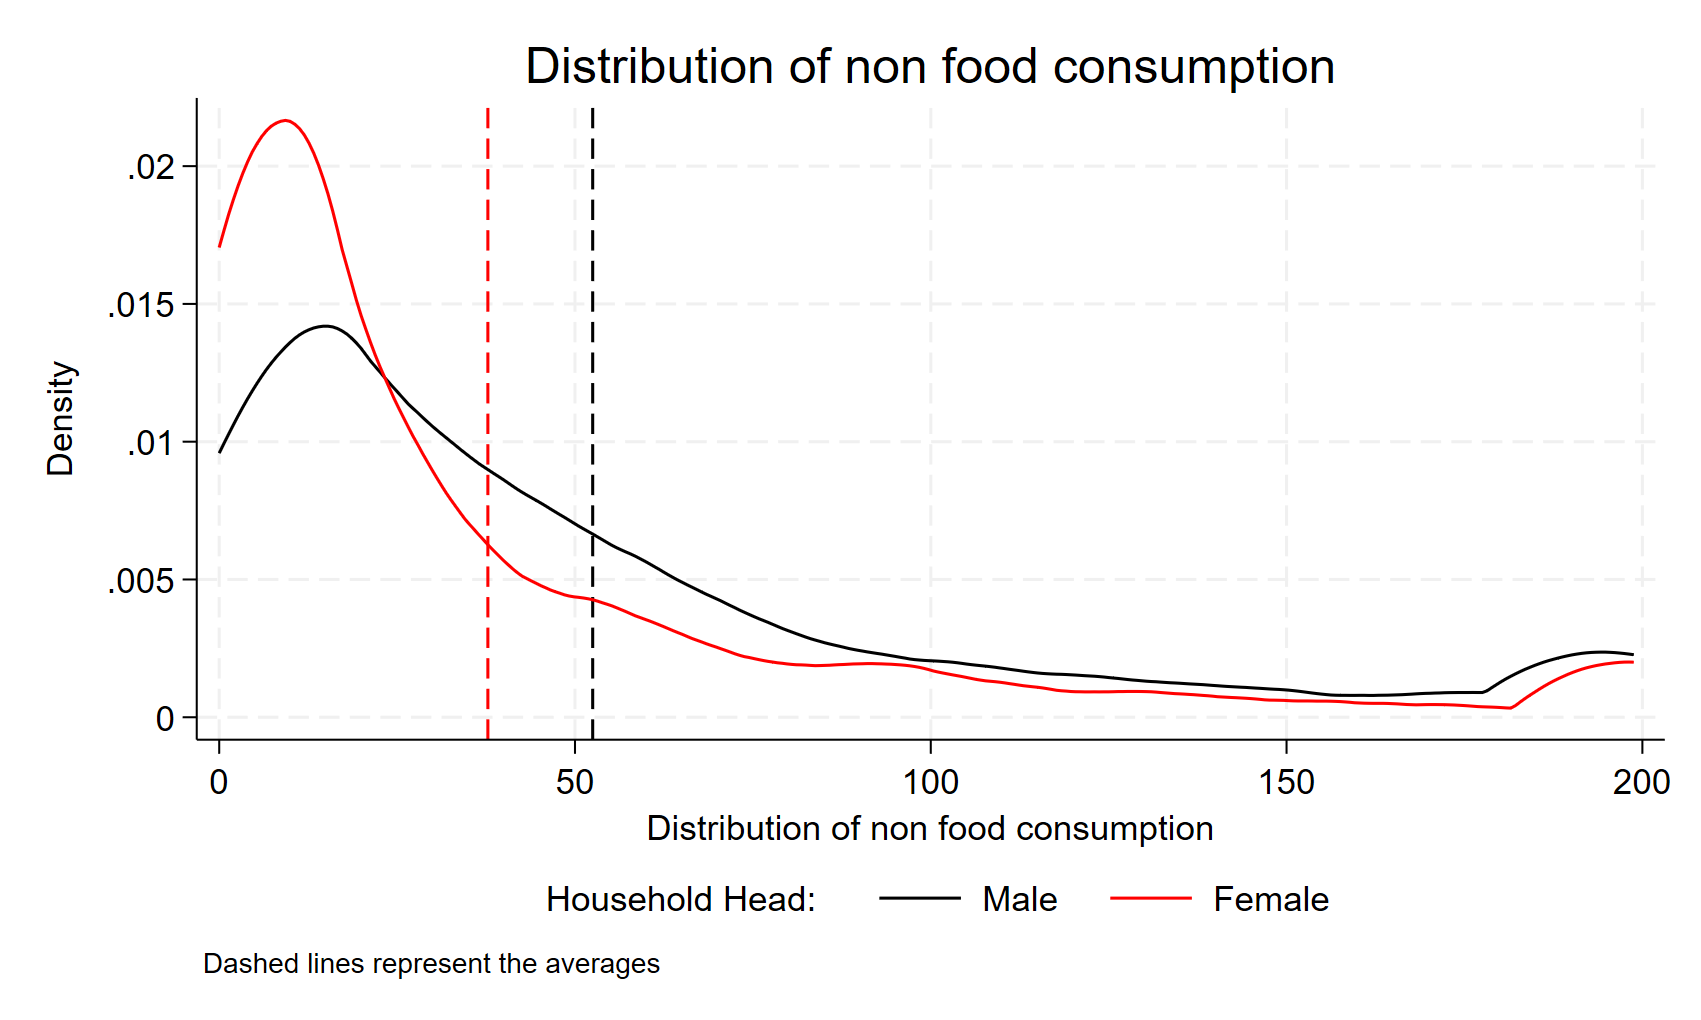 Distribution of non food consumption
Density
.02
.015
.01
.005
0
0 50 100 150 200
Distribution of non food consumption
Household Head: Male Female
Dashed lines represent the averages